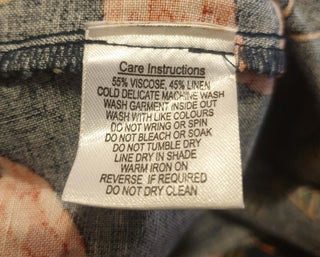 Care Instructions
55% VISCOSE, 45% LINEN
COLD DELICATE MACHINE WASH
WASH GARMENT INSIDE OUT
WASH WITH LIKE COLOURS
DO NOT WRING OR SPIN
DO NOT BLEACH OR SOAK
DO NOT TUMBLE DRY
LINE DRY IN SHADE
WARM IRON ON
REVERSE IF REQUIRED
DO NOT DRY CLEAN